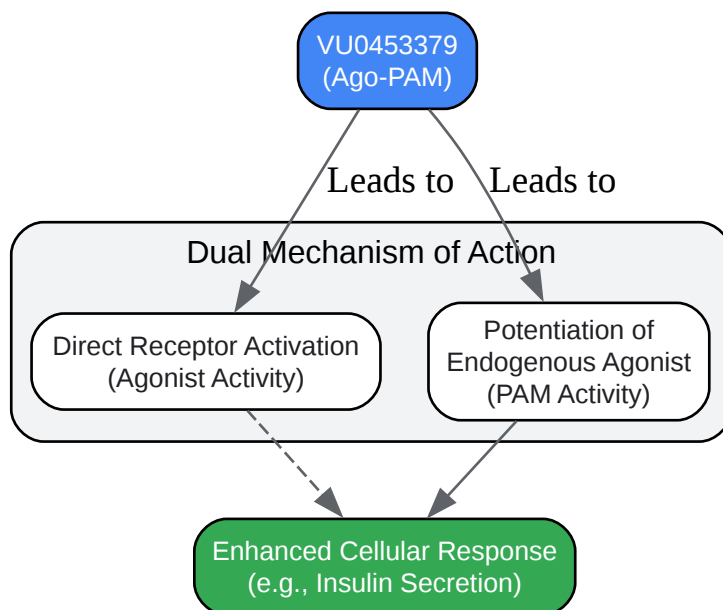 VU0453379
(Ago-PAM)
Leads to
Leads to
Dual Mechanism of Action
Direct Receptor Activation
(Agonist Activity)
Potentiation of
Endogenous Agonist
(PAM Activity)
Enhanced Cellular Response
(e.g., Insulin Secretion)